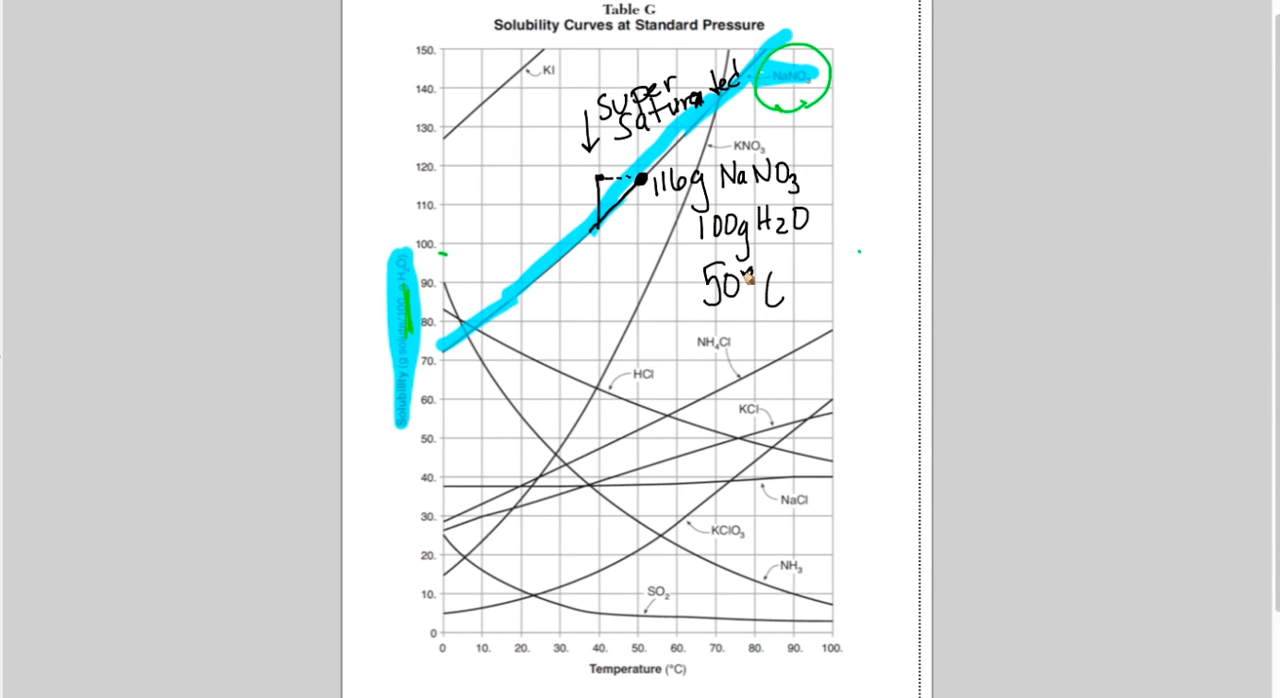 Table G
Solubility Curves at Standard Pressure
150.
140.
130.
120.
110.
100.
90.
80.
70.
60.
50.
40.
30.
20.
10.
0
0 10. 20. 30. 40. 50. 60. 70. 80. 90. 100.
Temperature (°C)
Solubility (g solute/100. g H₂O)
KI
NaNO₃
KNO₃
NH₄Cl
HCl
KCl
NaCl
KClO₃
NH₃
SO₂
super
saturated
116g NaNO₃
100g H₂O
50°C